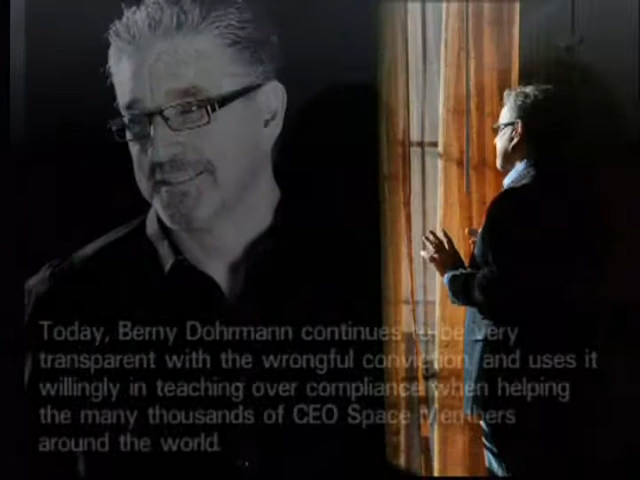 Today, Berny Dohrmann continues to be very
transparent with the wrongful conviction and uses it
willingly in teaching over compliance when helping
the many thousands of CEO Space Members
around the world.